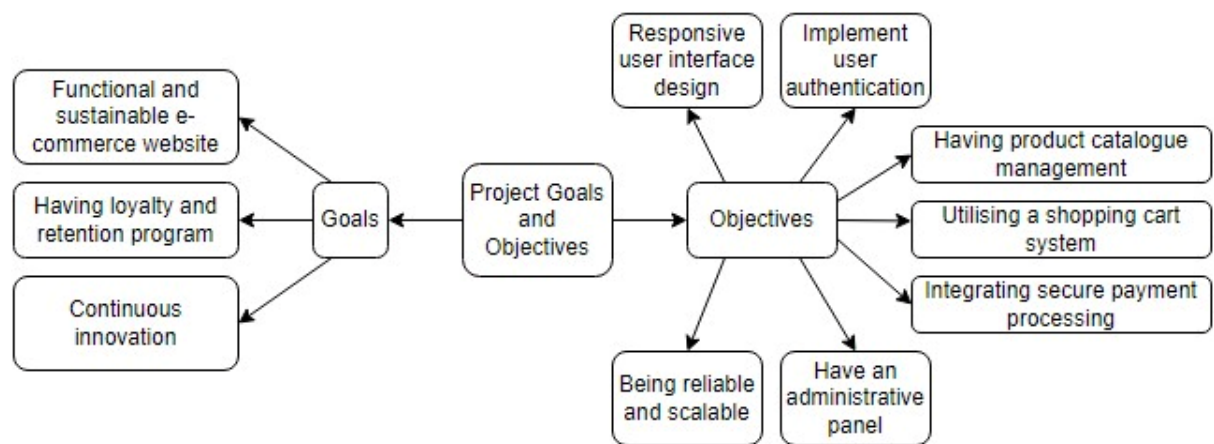 Responsive
user interface
design
Implement
user
authentication
Functional and
sustainable e-
commerce website
Having product catalogue
management
Project Goals
and
Objectives
Having loyalty and
retention program
Goals
Objectives
Utilising a shopping cart
system
Continuous
innovation
Integrating secure payment
processing
Being reliable
and scalable
Have an
administrative
panel